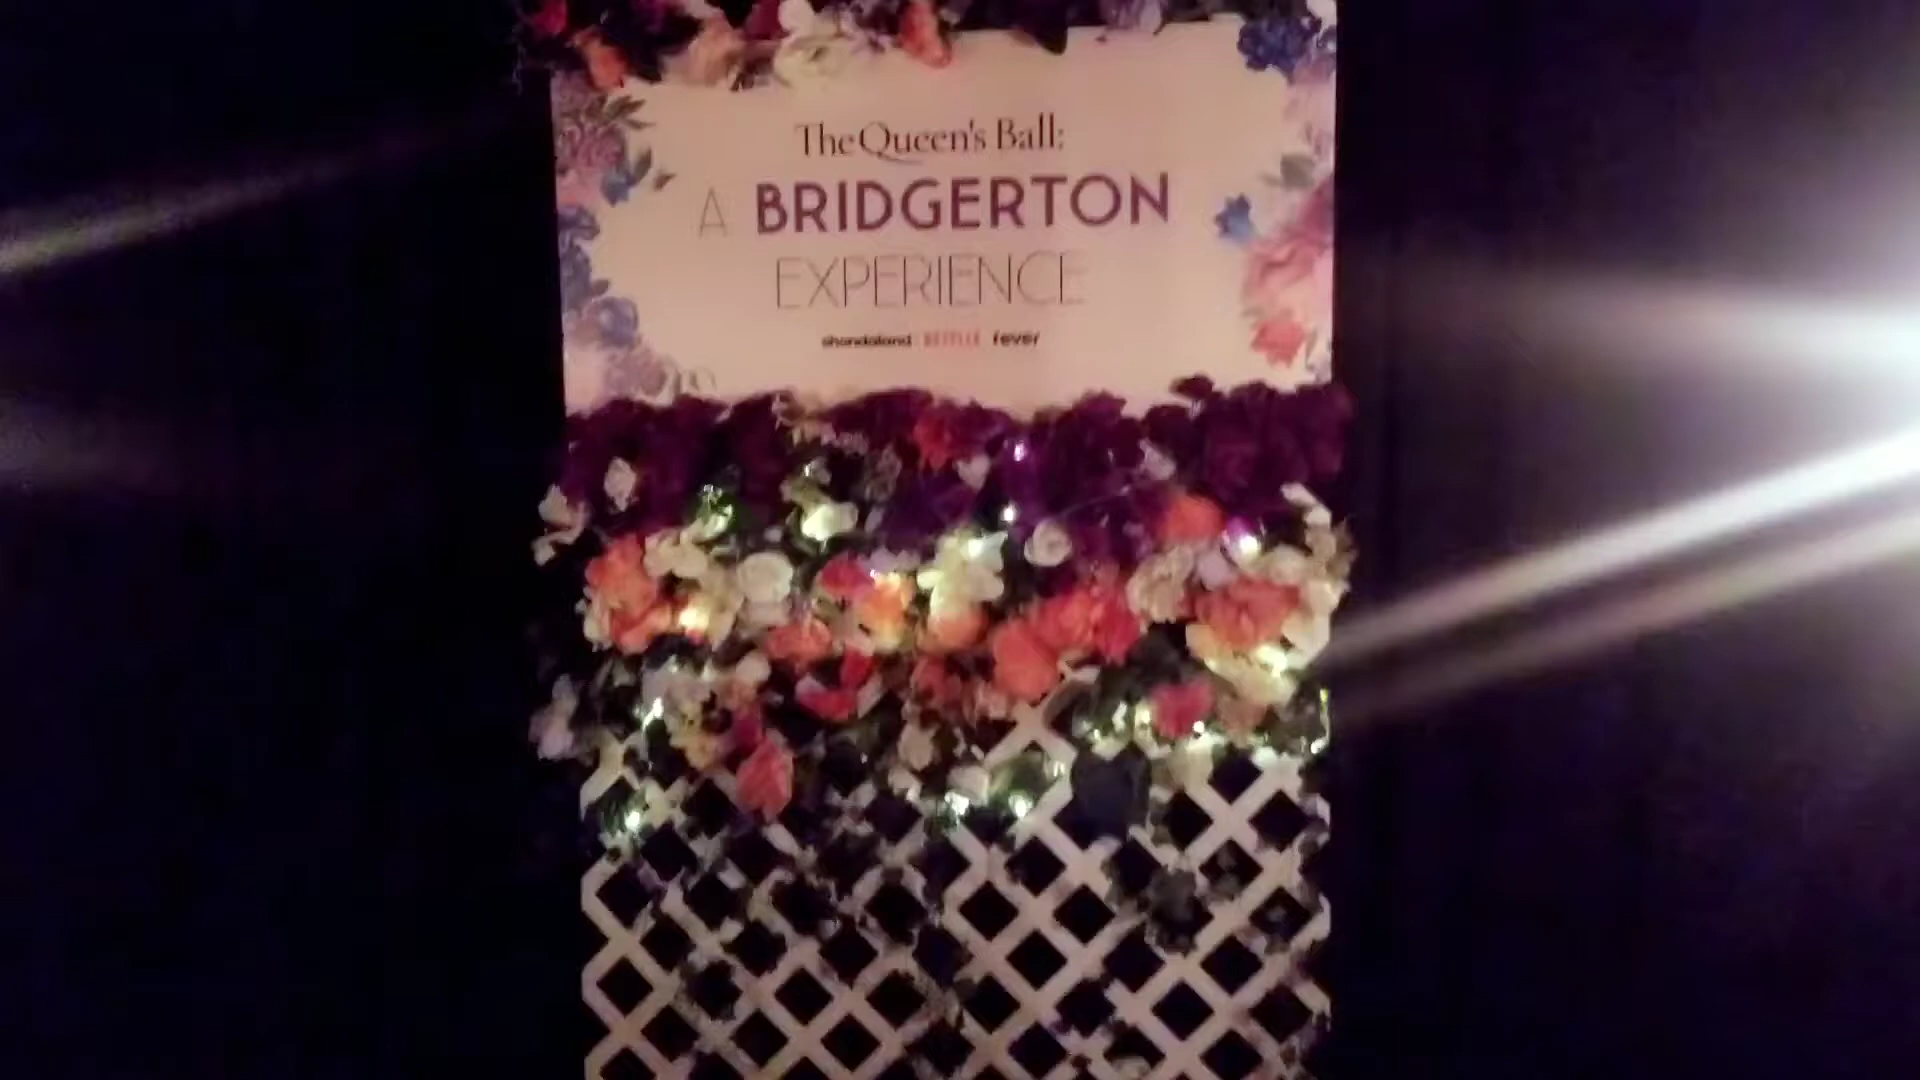 The Queen's Ball:
A BRIDGERTON
EXPERIENCE
shondaland NETFLIX fever